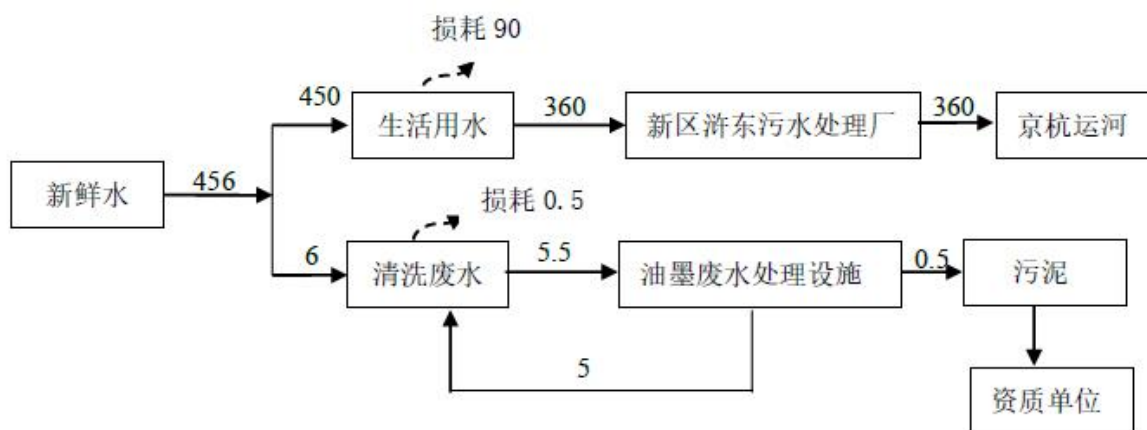 损耗 90
450
生活用水
360
新区浒东污水处理厂
360
京杭运河
新鲜水
456
损耗 0.5
6
清洗废水
5.5
油墨废水处理设施
0.5
污泥
5
资质单位